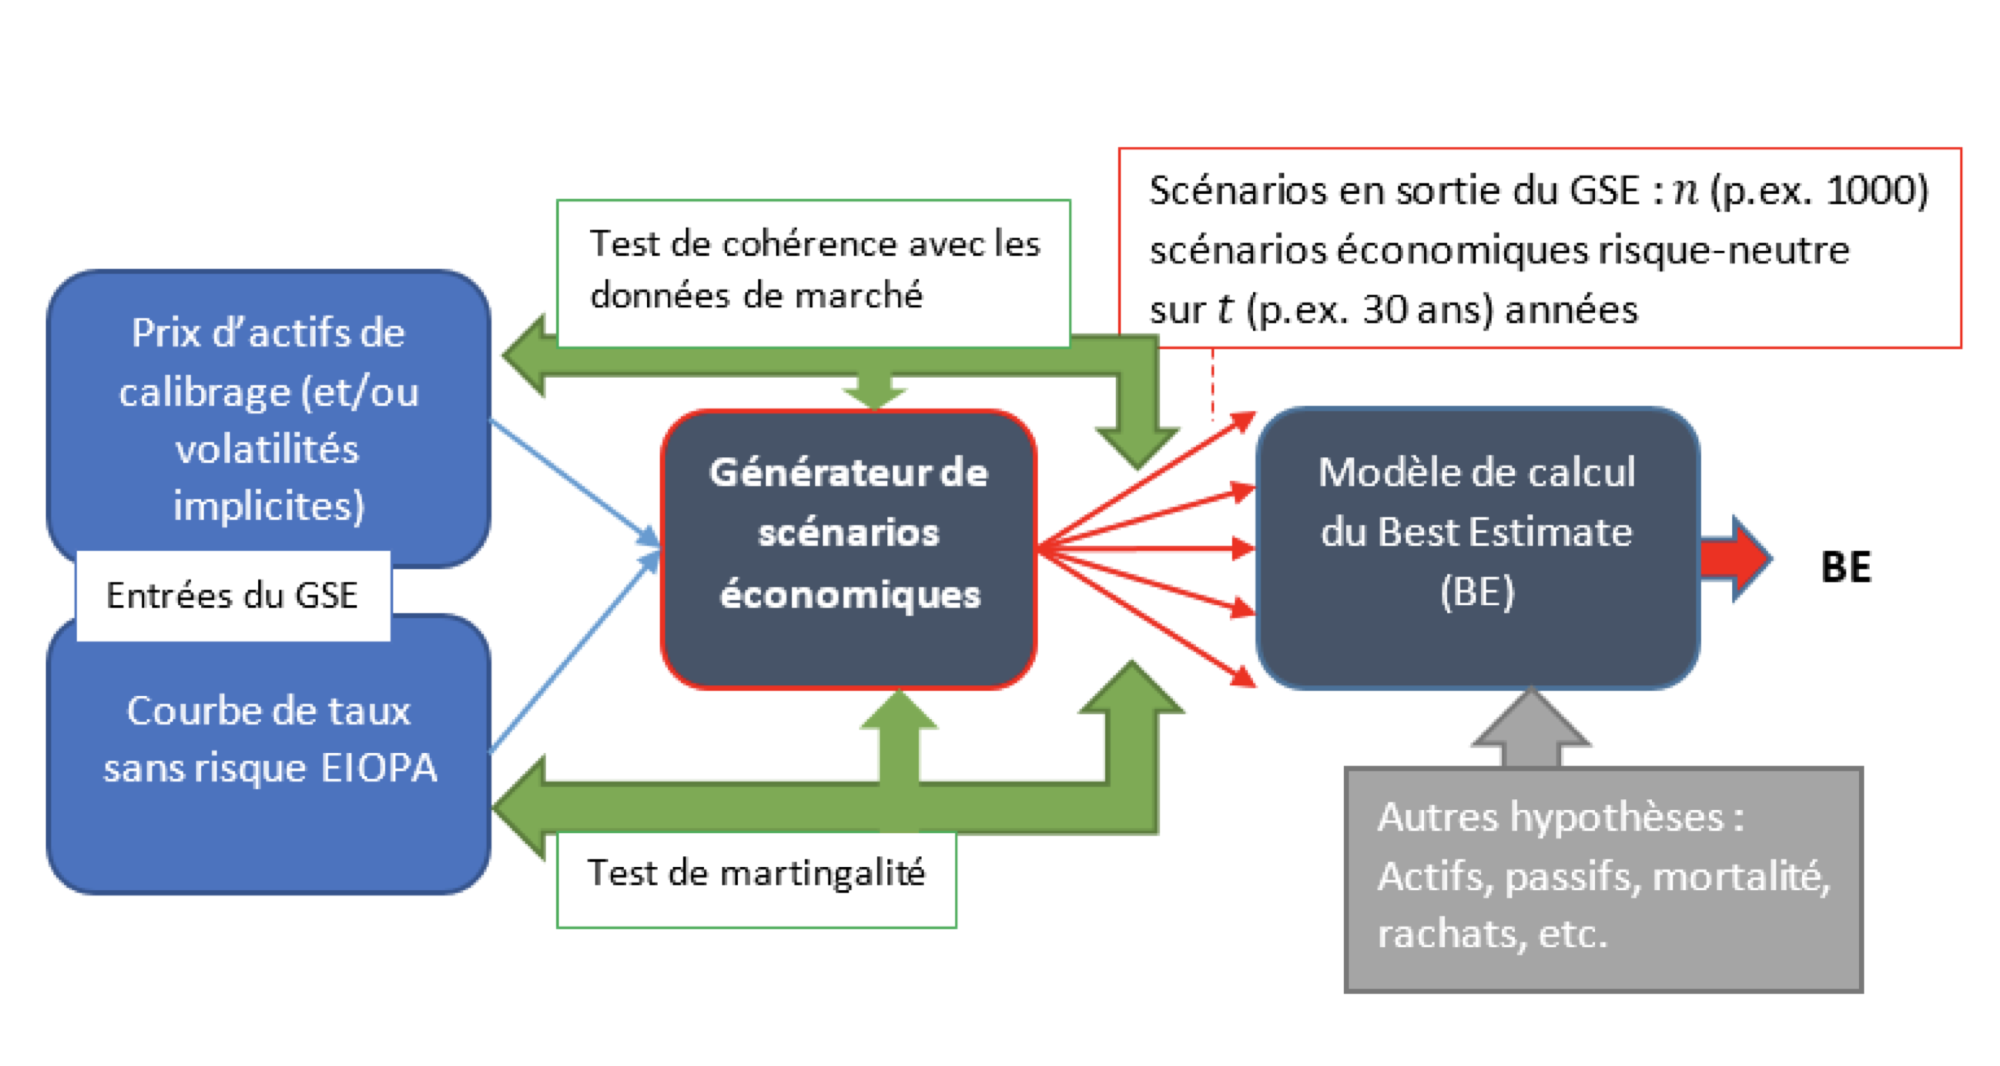 Scénarios en sortie du GSE : n (p.ex. 1000)
scénarios économiques risque-neutre
sur t (p.ex. 30 ans) années
Test de cohérence avec les
données de marché
Prix d’actifs de
calibrage (et/ou
volatilités
implicites)
Entrées du GSE
Courbe de taux
sans risque EIOPA
Générateur de
scénarios
économiques
Modèle de calcul
du Best Estimate
(BE)
BE
Test de martingalité
Autres hypothèses :
Actifs, passifs, mortalité,
rachats, etc.